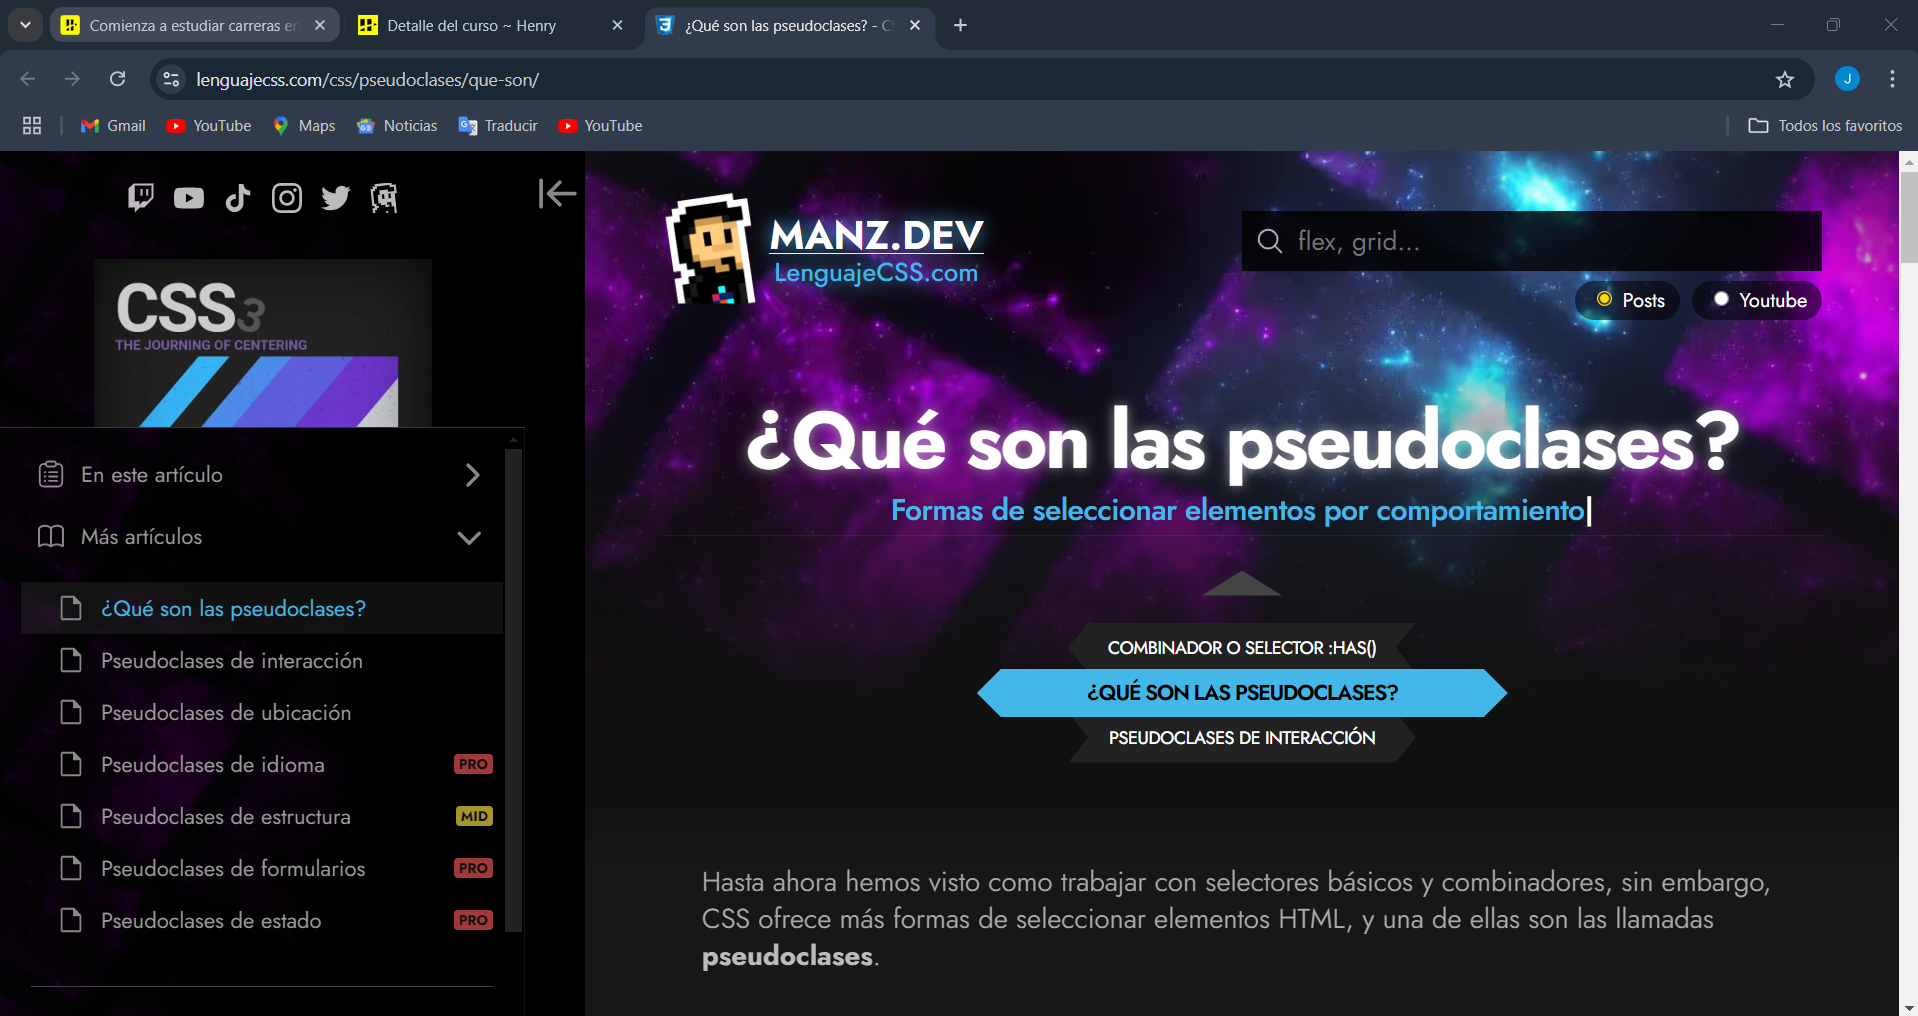 Comienza a estudiar carreras en
Detalle del curso ~ Henry
¿Qué son las pseudoclases? - C
lenguajecss.com/css/pseudoclases/que-son/
J
Gmail
YouTube
Maps
Noticias
Traducir
YouTube
Todos los favoritos
CSS3
THE JOURNING OF CENTERING
En este artículo
Más artículos
¿Qué son las pseudoclases?
Pseudoclases de interacción
Pseudoclases de ubicación
Pseudoclases de idioma PRO
Pseudoclases de estructura MID
Pseudoclases de formularios PRO
Pseudoclases de estado PRO
MANZ.DEV
LenguajeCSS.com
flex, grid...
Posts
Youtube
¿Qué son las pseudoclases?
Formas de seleccionar elementos por comportamiento
COMBINADOR O SELECTOR :HAS()
¿QUÉ SON LAS PSEUDOCLASES?
PSEUDOCLASES DE INTERACCIÓN
Hasta ahora hemos visto como trabajar con selectores básicos y combinadores, sin embargo,
CSS ofrece más formas de seleccionar elementos HTML, y una de ellas son las llamadas
pseudoclases.